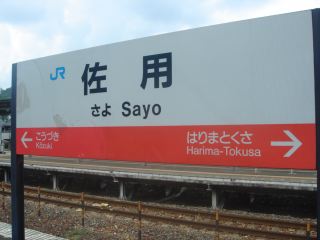 JR 佐用
さよ Sayo
← こうづき はりまとくさ →
Kōzuki Harima-Tokusa